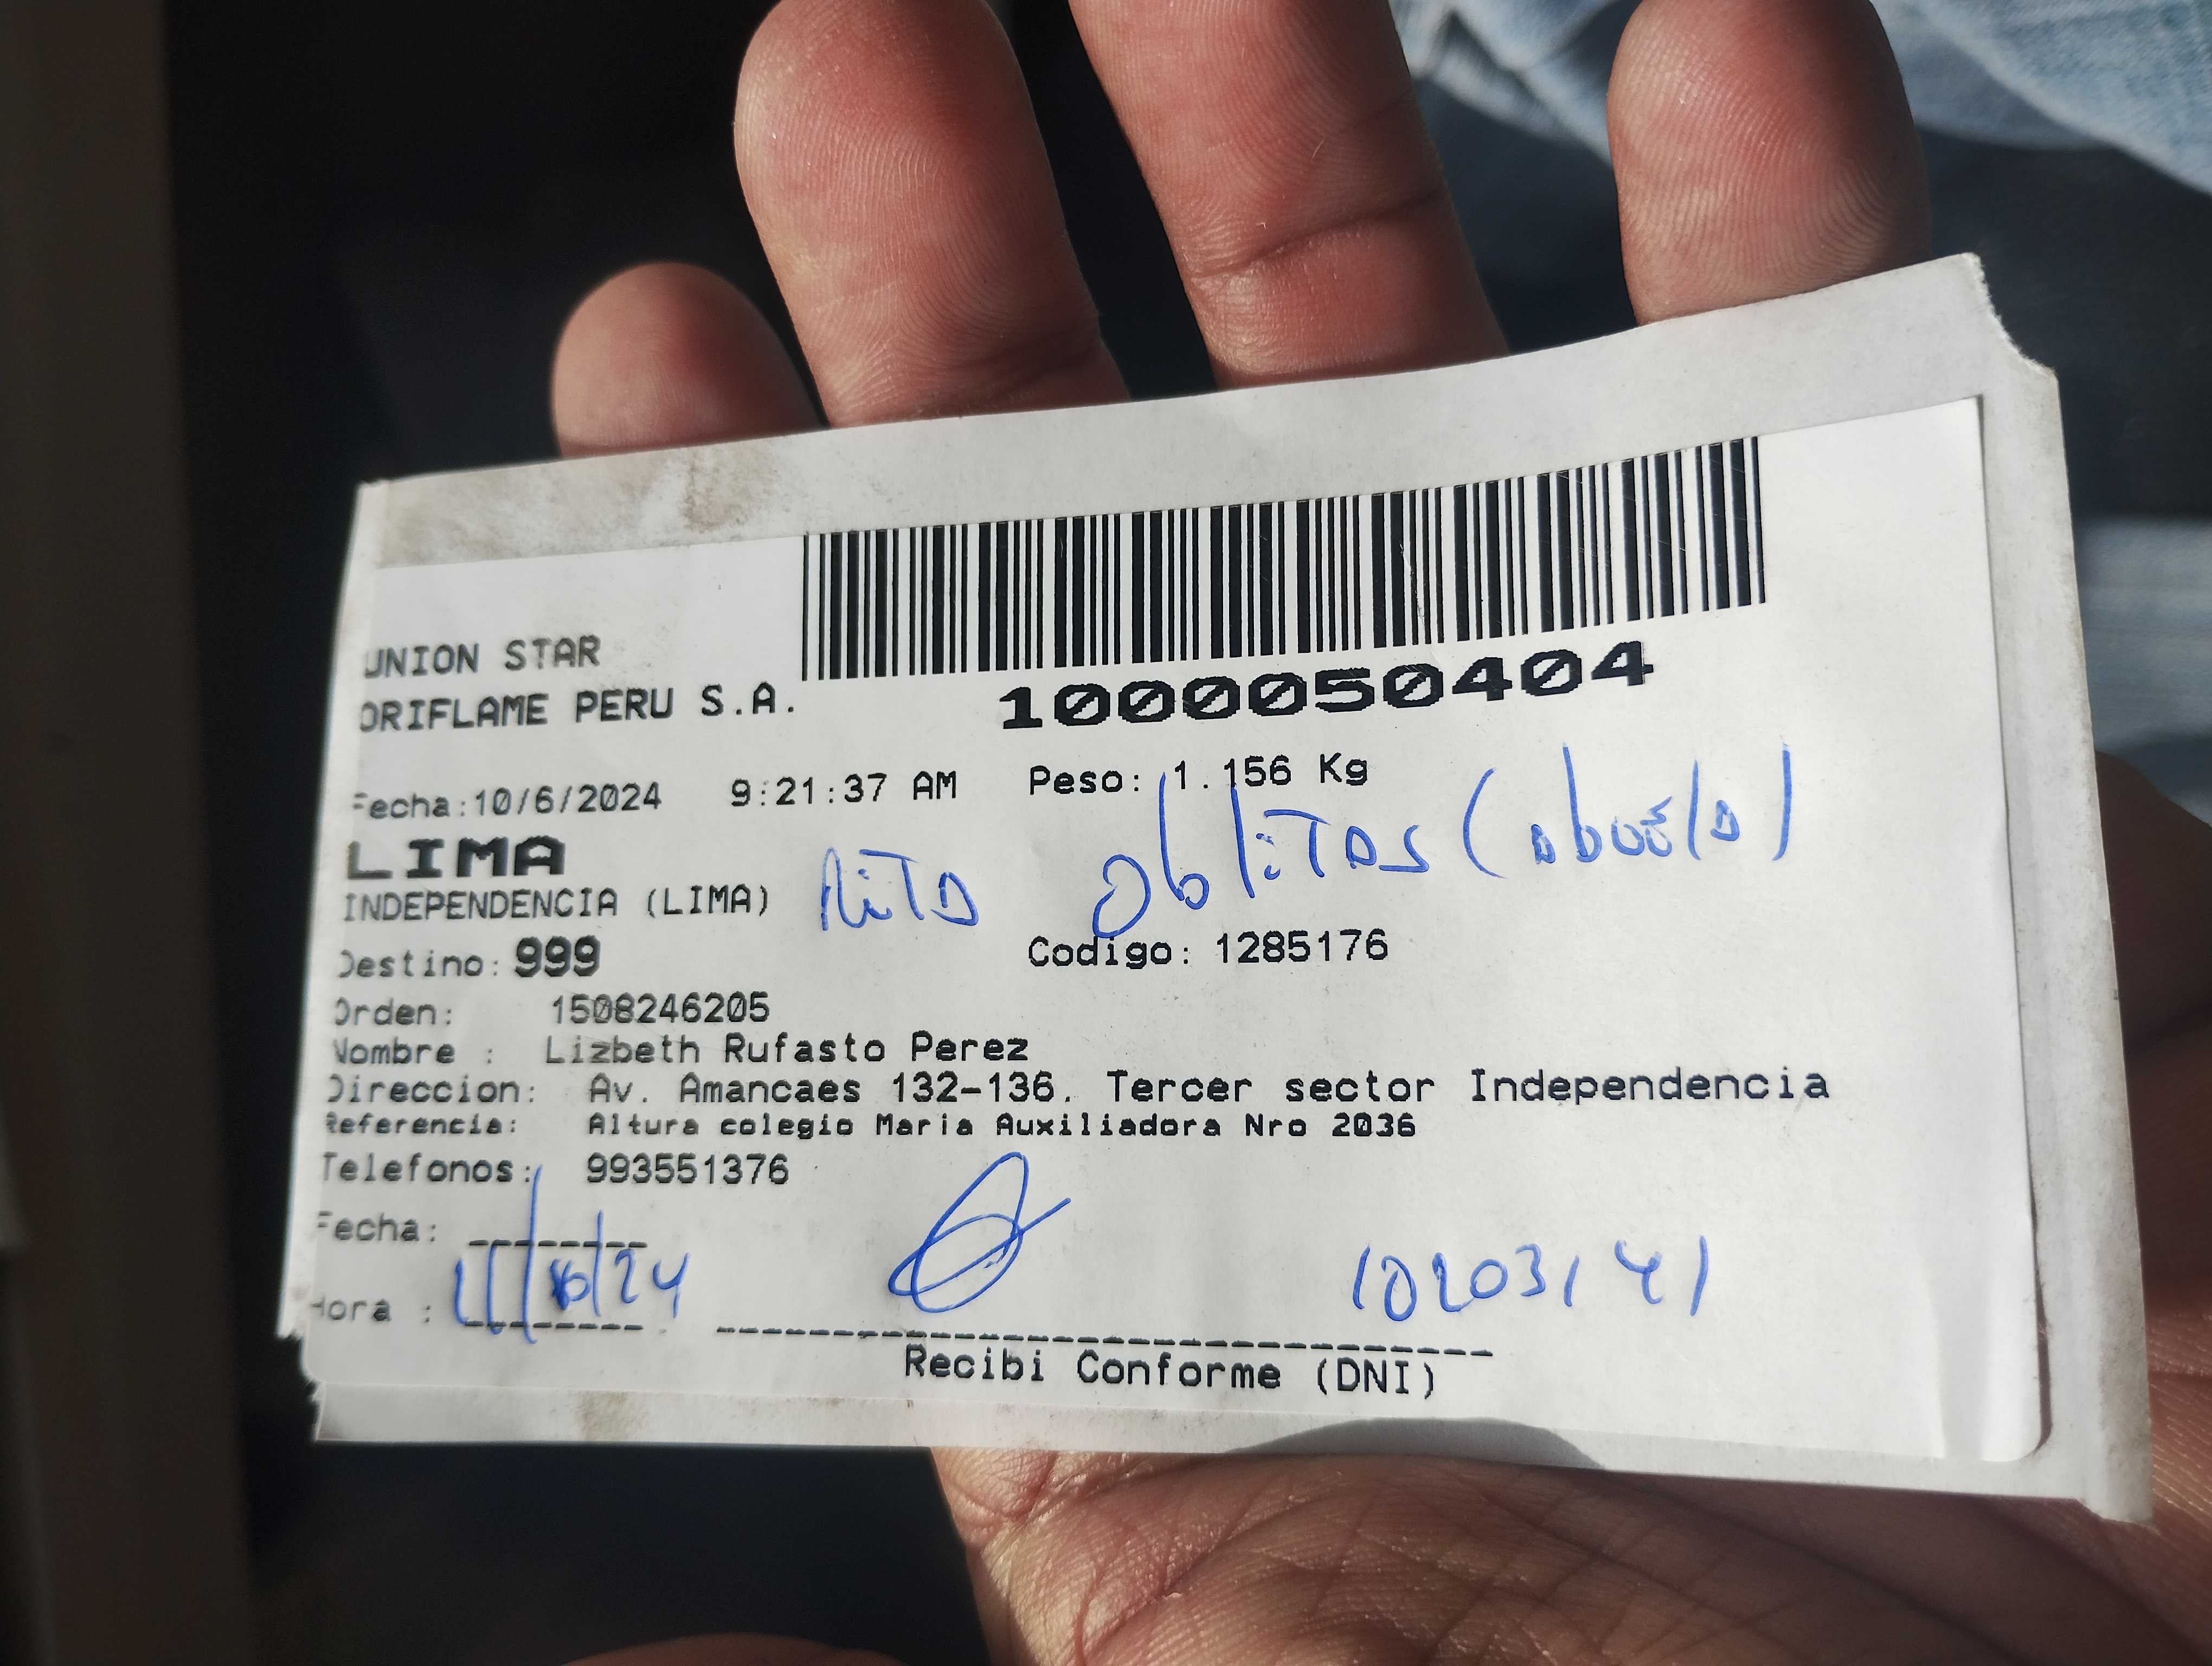 UNION STAR
ORIFLAME PERU S.A.
1000050404
Fecha:10/6/2024 9:21:37 AM Peso: 1.156 Kg
LIMA
INDEPENDENCIA (LIMA) RiTA OblitAs (Abuela)
Destino: 999 Codigo: 1285176
Orden: 1508246205
Nombre : Lizbeth Rufasto Perez
Direccion: Av. Amancaes 132-136. Tercer sector Independencia
Referencia: Altura colegio Maria Auxiliadora Nro 2036
Telefonos: 993551376
Fecha:
Hora : 10203141
Recibi Conforme (DNI)